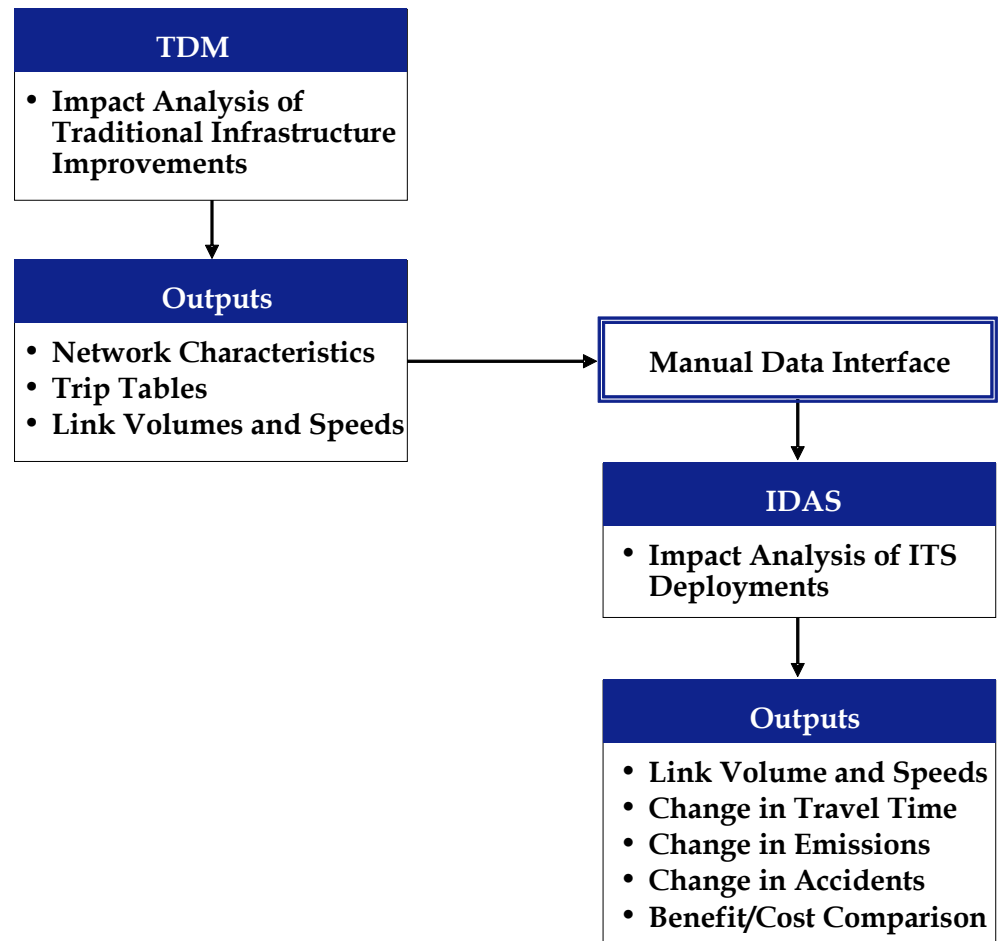 TDM
• Impact Analysis of
Traditional Infrastructure
Improvements
Outputs
• Network Characteristics
• Trip Tables
• Link Volumes and Speeds
Manual Data Interface
IDAS
• Impact Analysis of ITS
Deployments
Outputs
• Link Volume and Speeds
• Change in Travel Time
• Change in Emissions
• Change in Accidents
• Benefit/Cost Comparison